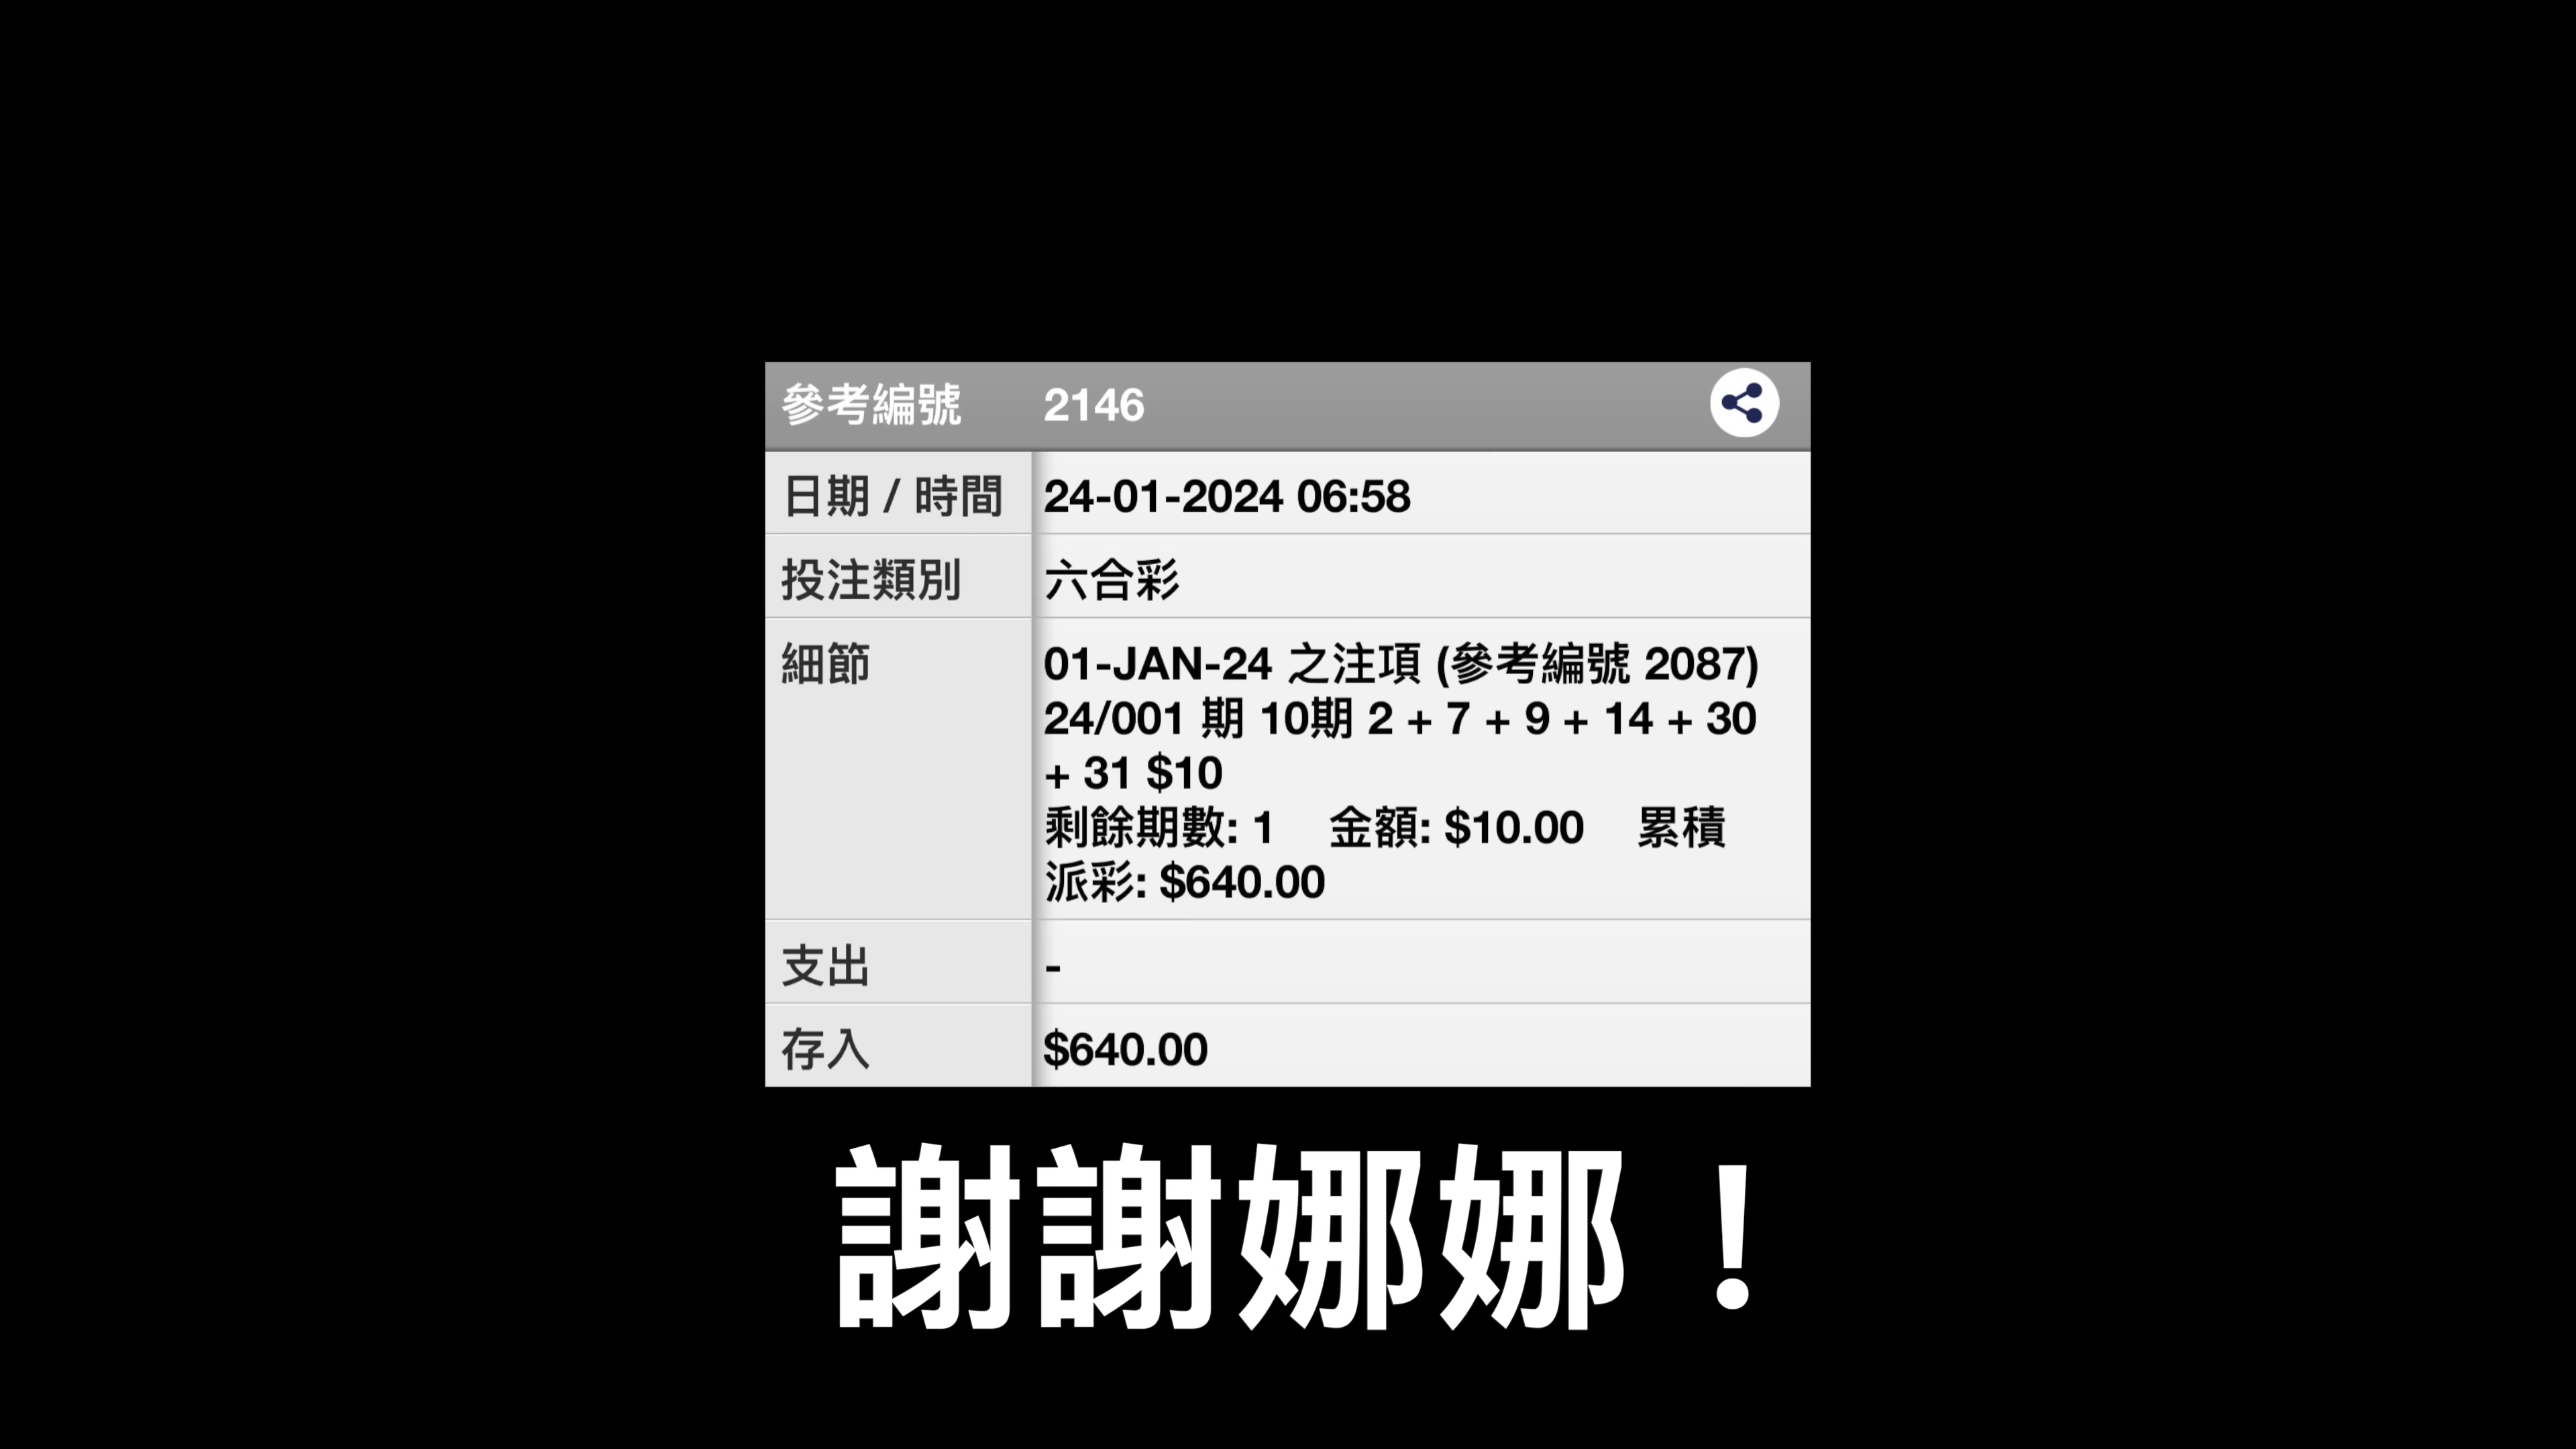 參考編號 2146
日期 / 時間 24-01-2024 06:58
投注類別 六合彩
細節 01-JAN-24 之注項 (參考編號 2087)
24/001 期 10期 2 + 7 + 9 + 14 + 30
+ 31 $10
剩餘期數: 1 金額: $10.00 累積
派彩: $640.00
支出 -
存入 $640.00
謝謝娜娜！